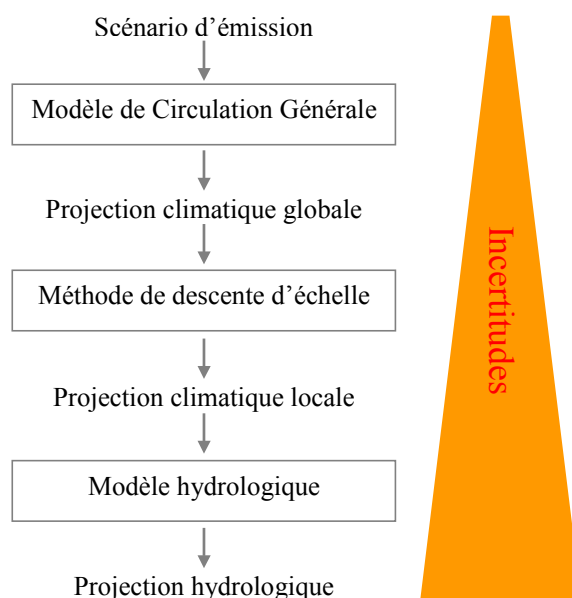 Scénario d'émission
Modèle de Circulation Générale
Projection climatique globale
Méthode de descente d'échelle
Projection climatique locale
Modèle hydrologique
Projection hydrologique
Incertitudes